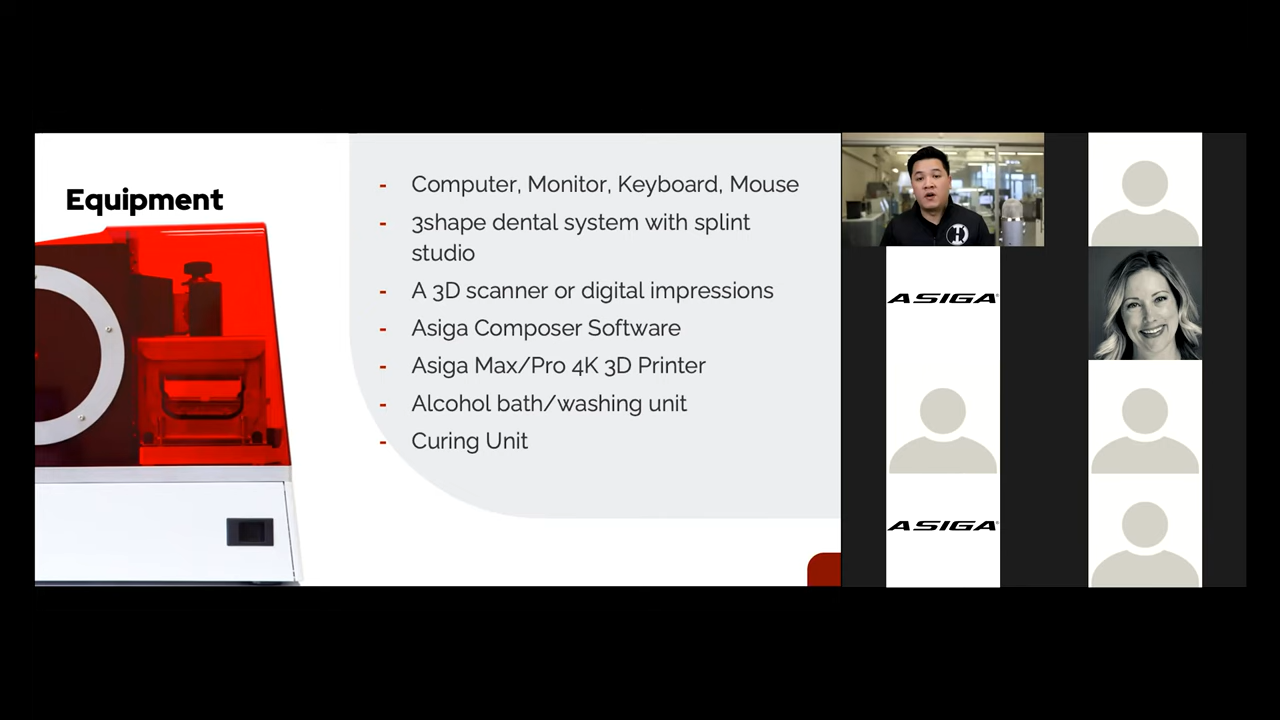 Equipment
- Computer, Monitor, Keyboard, Mouse
- 3shape dental system with splint
studio
- A 3D scanner or digital impressions
- Asiga Composer Software
- Asiga Max/Pro 4K 3D Printer
- Alcohol bath/washing unit
- Curing Unit
ASIGA®
ASIGA®